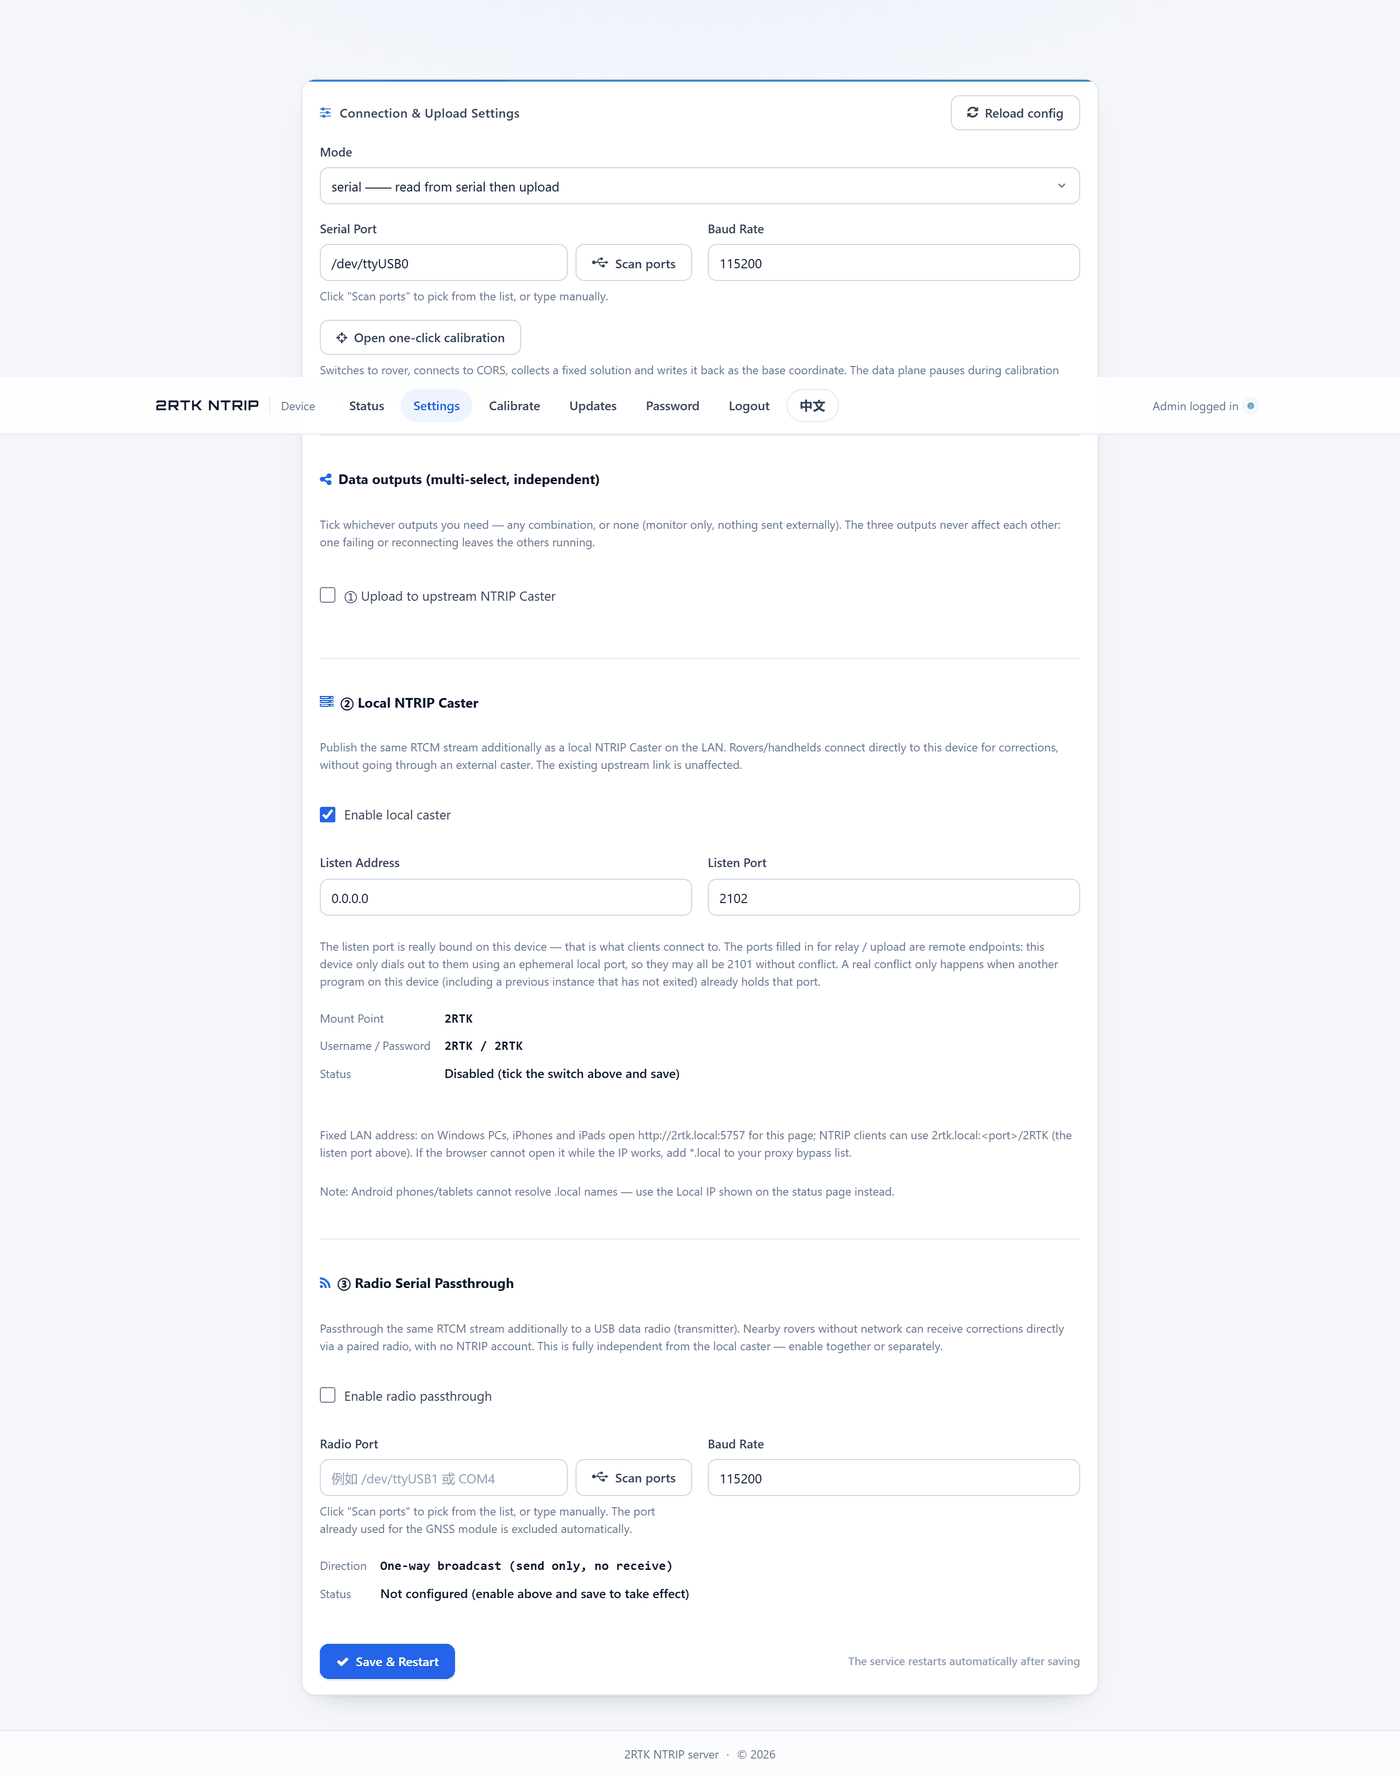 Connection & Upload Settings
Reload config
Mode
serial —— read from serial then upload
Serial Port
Baud Rate
/dev/ttyUSB0
Scan ports
115200
Click "Scan ports" to pick from the list, or type manually.
Open one-click calibration
Switches to rover, connects to CORS, collects a fixed solution and writes it back as the base coordinate. The data plane pauses during calibration
2RTK NTRIP
Device
Status
Settings
Calibrate
Updates
Password
Logout
中文
Admin logged in
Data outputs (multi-select, independent)
Tick whichever outputs you need — any combination, or none (monitor only, nothing sent externally). The three outputs never affect each other:
one failing or reconnecting leaves the others running.
① Upload to upstream NTRIP Caster
② Local NTRIP Caster
Publish the same RTCM stream additionally as a local NTRIP Caster on the LAN. Rovers/handhelds connect directly to this device for corrections,
without going through an external caster. The existing upstream link is unaffected.
Enable local caster
Listen Address
Listen Port
0.0.0.0
2102
The listen port is really bound on this device — that is what clients connect to. The ports filled in for relay / upload are remote endpoints: this
device only dials out to them using an ephemeral local port, so they may all be 2101 without conflict. A real conflict only happens when another
program on this device (including a previous instance that has not exited) already holds that port.
Mount Point
2RTK
Username / Password
2RTK / 2RTK
Status
Disabled (tick the switch above and save)
Fixed LAN address: on Windows PCs, iPhones and iPads open http://2rtk.local:5757 for this page; NTRIP clients can use 2rtk.local:<port>/2RTK (the
listen port above). If the browser cannot open it while the IP works, add *.local to your proxy bypass list.
Note: Android phones/tablets cannot resolve .local names — use the Local IP shown on the status page instead.
③ Radio Serial Passthrough
Passthrough the same RTCM stream additionally to a USB data radio (transmitter). Nearby rovers without network can receive corrections directly
via a paired radio, with no NTRIP account. This is fully independent from the local caster — enable together or separately.
Enable radio passthrough
Radio Port
Baud Rate
例如 /dev/ttyUSB1 或 COM4
Scan ports
115200
Click "Scan ports" to pick from the list, or type manually. The port
already used for the GNSS module is excluded automatically.
Direction
One-way broadcast (send only, no receive)
Status
Not configured (enable above and save to take effect)
Save & Restart
The service restarts automatically after saving
2RTK NTRIP server · © 2026